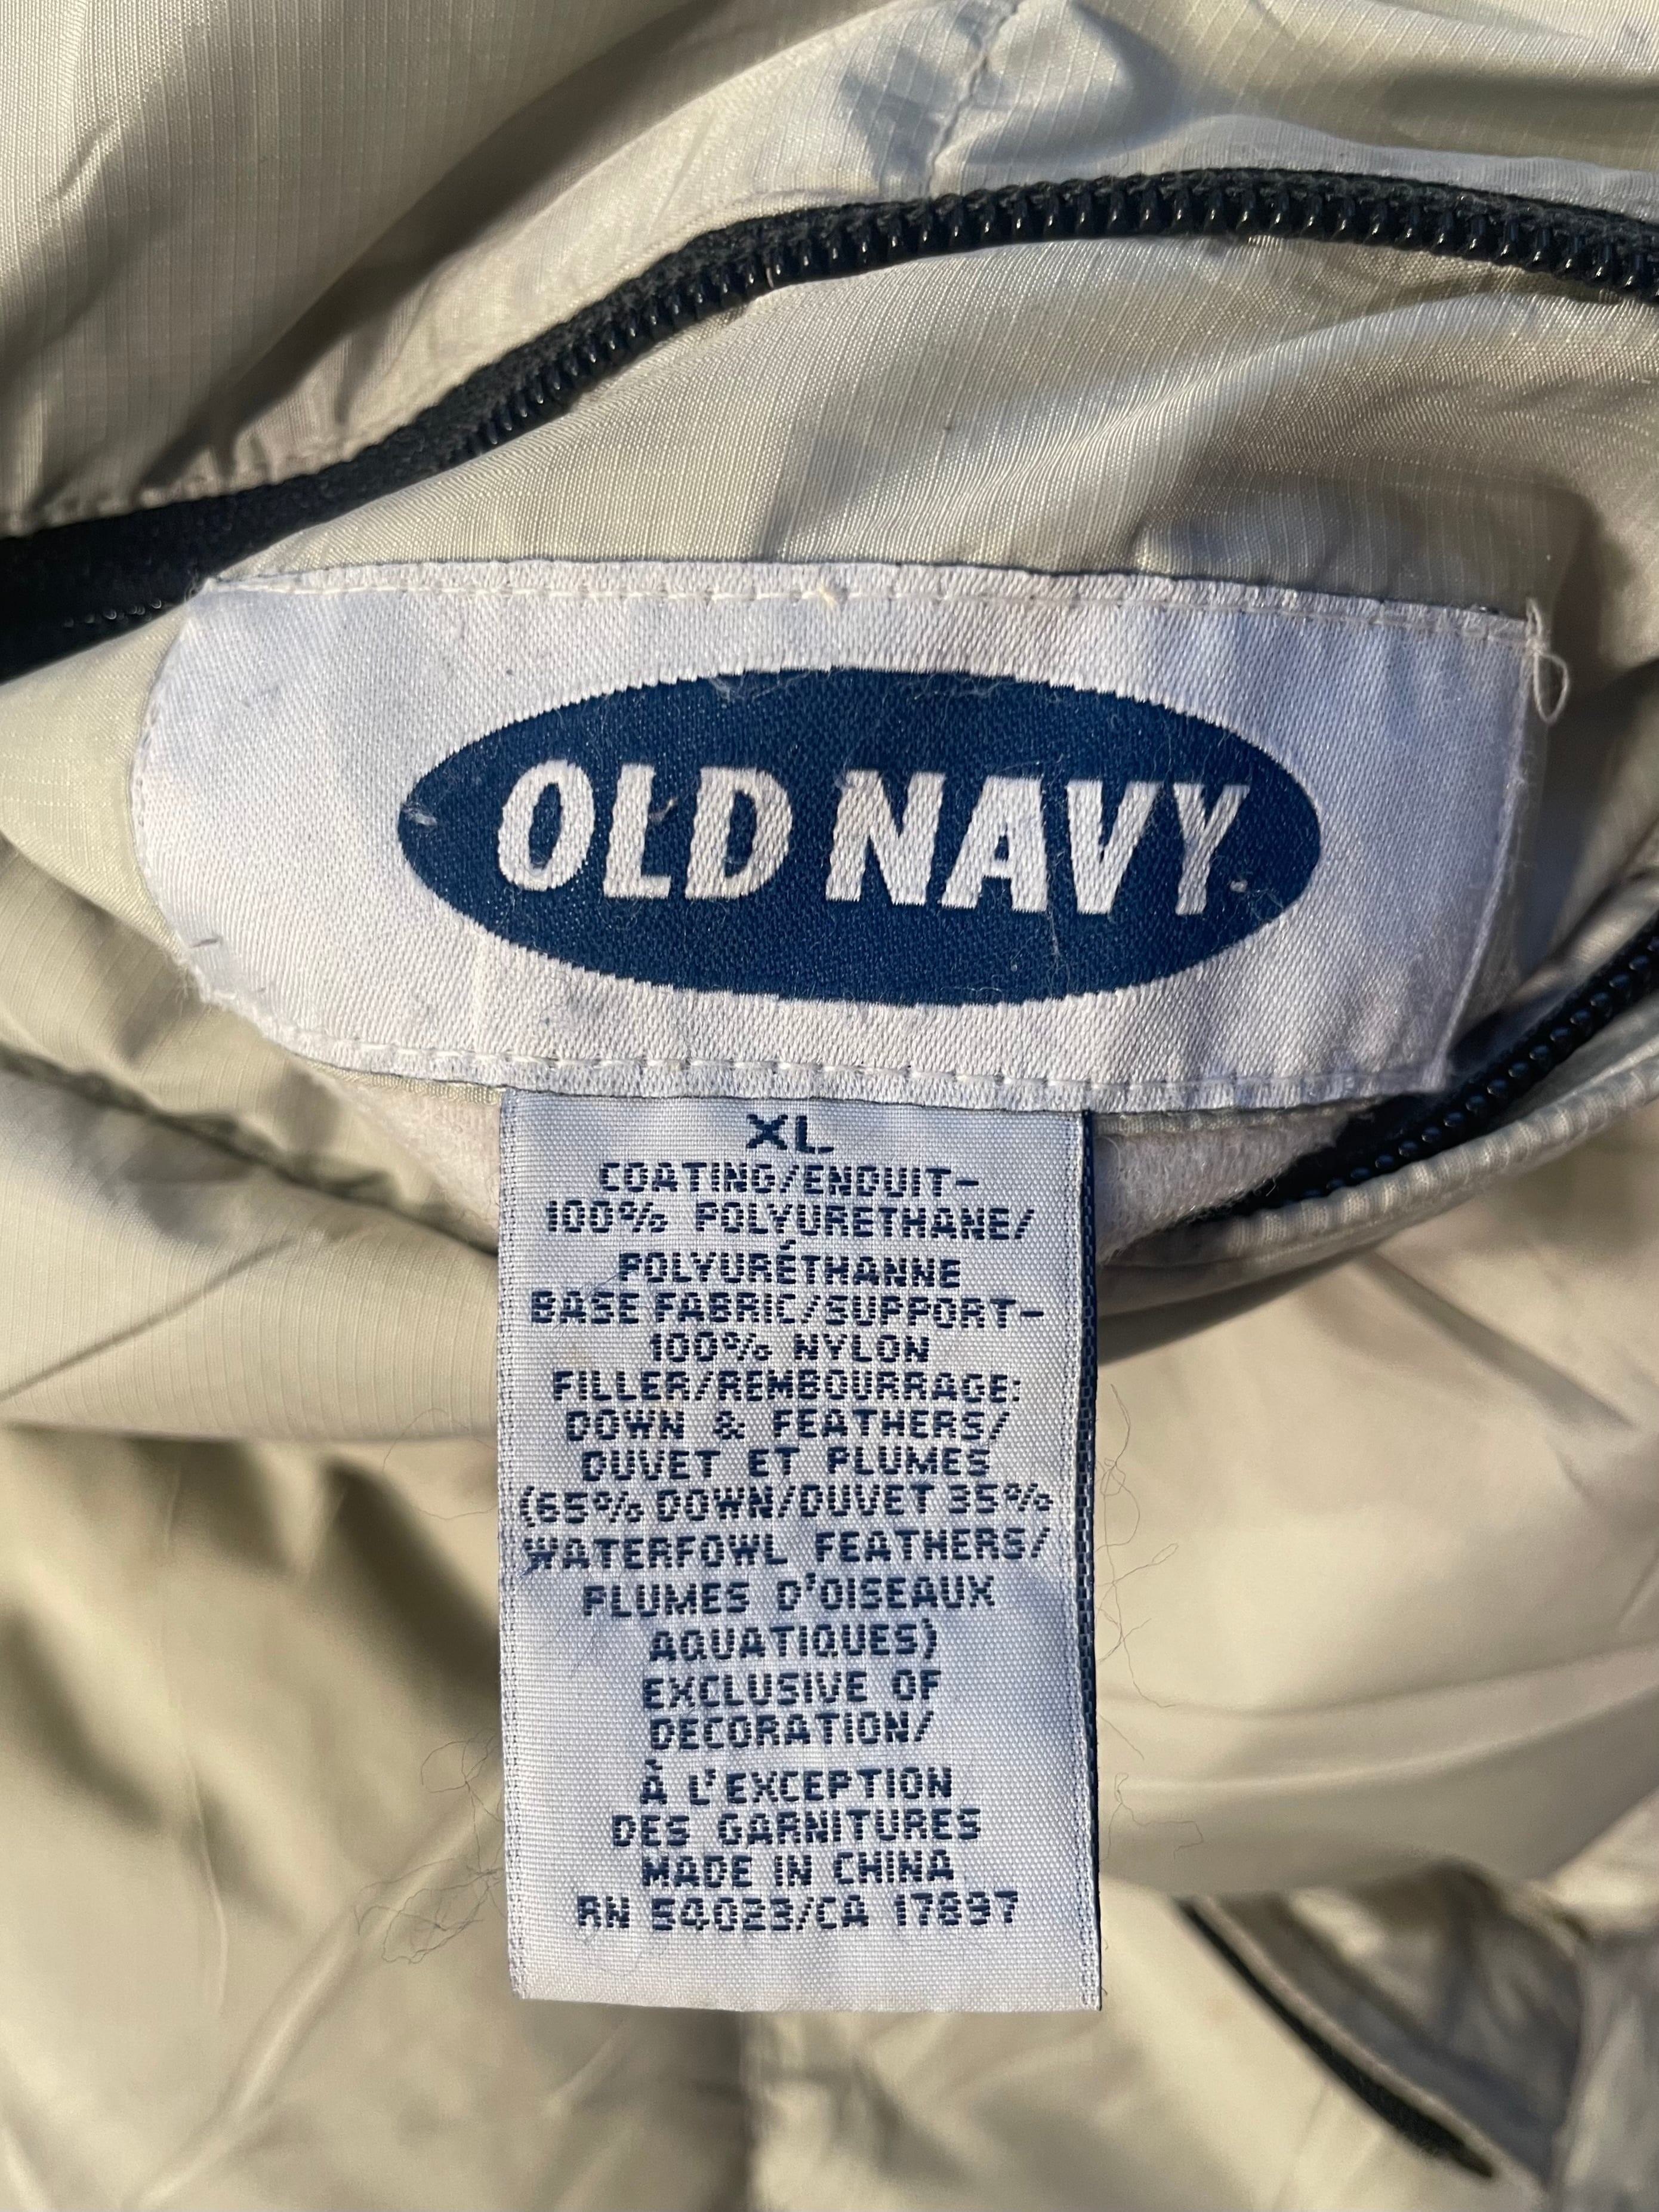 OLD NAVY
XL
COATING/ENDUIT-
100% POLYURETHANE/
POLYURÉTHANNE
BASE FABRIC/SUPPORT-
100% NYLON
FILLER/REMBOURRAGE:
DOWN & FEATHERS/
DUVET ET PLUMES
(65% DOWN/DUVET 35%
WATERFOWL FEATHERS/
PLUMES D'OISEAUX
AQUATIQUES)
EXCLUSIVE OF
DECORATION/
À L'EXCEPTION
DES GARNITURES
MADE IN CHINA
RN 54023/CA 17897